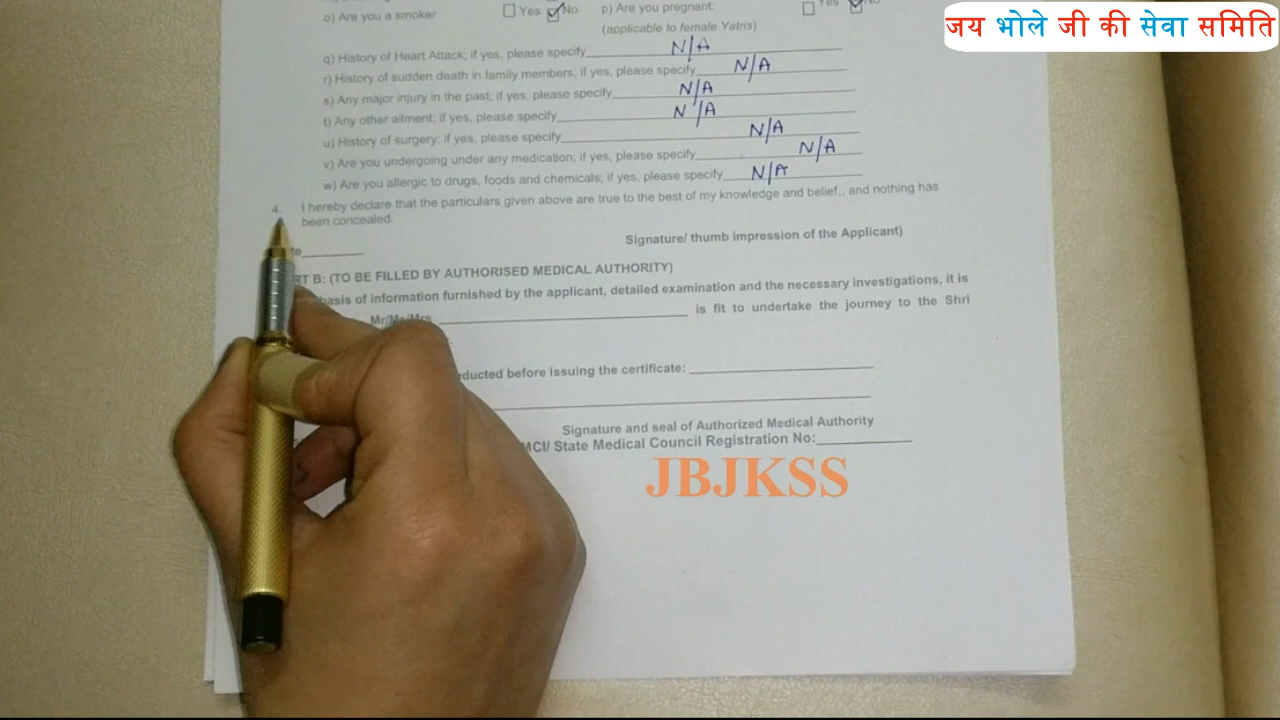 जय भोले जी की सेवा समिति
o) Are you a smoker Yes No p) Are you pregnant: Yes No
(applicable to female Yatris)
q) History of Heart Attack; if yes, please specify N/A
r) History of sudden death in family members; if yes, please specify N/A
s) Any major injury in the past; if yes, please specify N/A
t) Any other ailment; if yes, please specify N/A
u) History of surgery; if yes, please specify N/A
v) Are you undergoing under any medication; if yes, please specify N/A
w) Are you allergic to drugs, foods and chemicals; if yes, please specify N/A
4. I hereby declare that the particulars given above are true to the best of my knowledge and belief,, and nothing has
been concealed.
Signature/ thumb impression of the Applicant)
B: (TO BE FILLED BY AUTHORISED MEDICAL AUTHORITY)
basis of information furnished by the applicant, detailed examination and the necessary investigations, it is
Mr/Ms/Mrs is fit to undertake the journey to the Shri
before issuing the certificate:
Signature and seal of Authorized Medical Authority
MCI/ State Medical Council Registration No:
JBJKSS